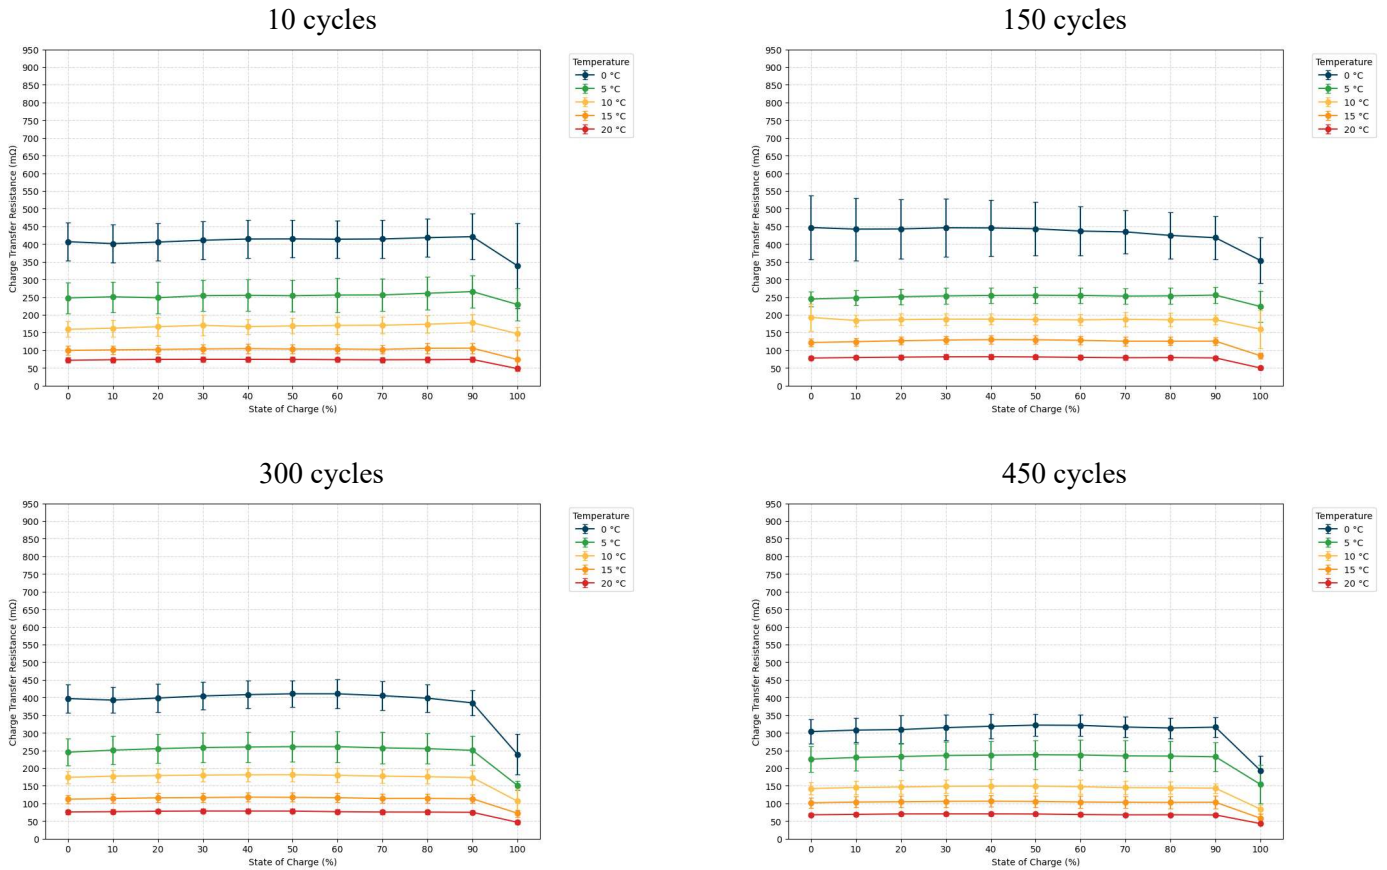 10 cycles
950
900
850
800
750
700
650
600
550
500
450
400
350
300
250
200
150
100
50
0
Charge Transfer Resistance (mΩ)
0 10 20 30 40 50 60 70 80 90 100
State of Charge (%)
Temperature
0 °C
5 °C
10 °C
15 °C
20 °C
150 cycles
950
900
850
800
750
700
650
600
550
500
450
400
350
300
250
200
150
100
50
0
Charge Transfer Resistance (mΩ)
0 10 20 30 40 50 60 70 80 90 100
State of Charge (%)
Temperature
0 °C
5 °C
10 °C
15 °C
20 °C
300 cycles
950
900
850
800
750
700
650
600
550
500
450
400
350
300
250
200
150
100
50
0
Charge Transfer Resistance (mΩ)
0 10 20 30 40 50 60 70 80 90 100
State of Charge (%)
Temperature
0 °C
5 °C
10 °C
15 °C
20 °C
450 cycles
950
900
850
800
750
700
650
600
550
500
450
400
350
300
250
200
150
100
50
0
Charge Transfer Resistance (mΩ)
0 10 20 30 40 50 60 70 80 90 100
State of Charge (%)
Temperature
0 °C
5 °C
10 °C
15 °C
20 °C